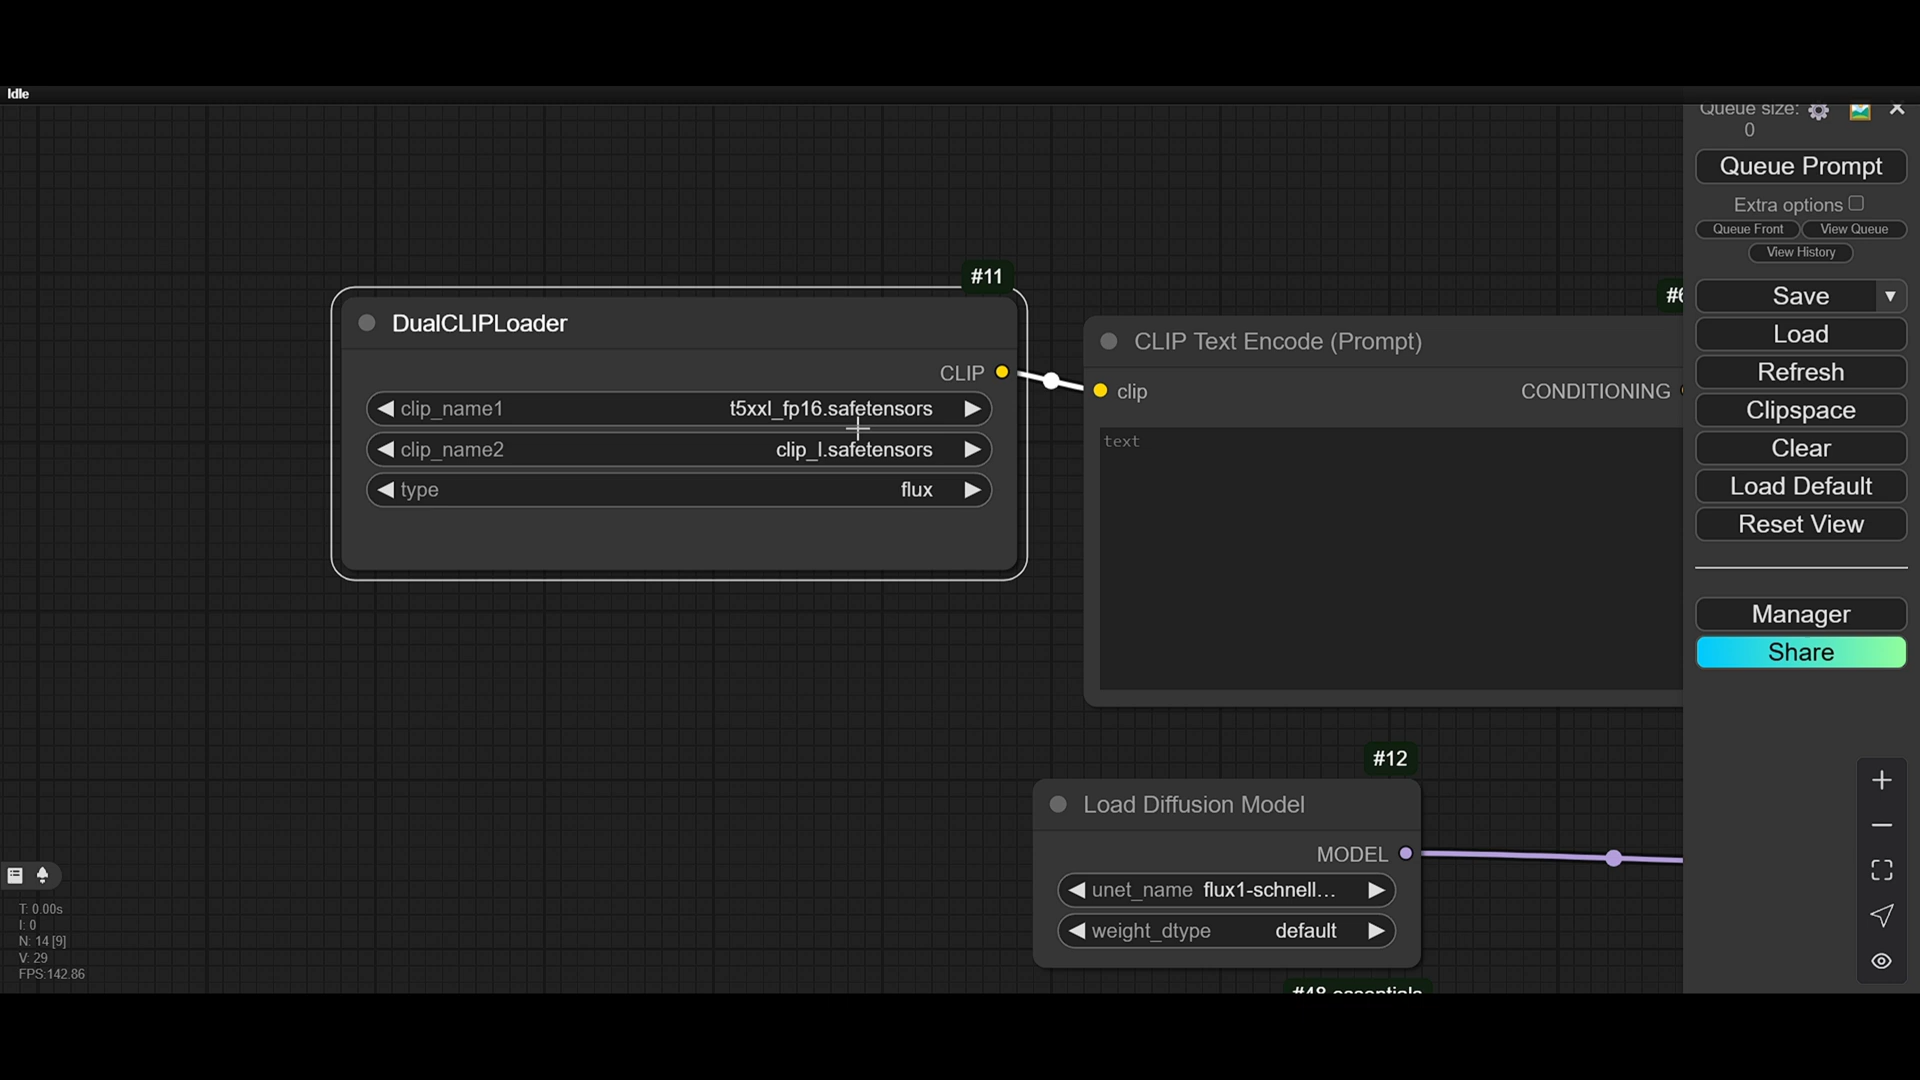 Idle
Queue size:
0
Queue Prompt
Extra options
Queue Front
View Queue
View History
Save ▼
Load
Refresh
Clipspace
Clear
Load Default
Reset View
Manager
Share
#11
DualCLIPLoader
CLIP
clip_name1 t5xxl_fp16.safetensors
clip_name2 clip_l.safetensors
type flux
#6
CLIP Text Encode (Prompt)
clip
CONDITIONING
text
#12
Load Diffusion Model
MODEL
unet_name flux1-schnell...
weight_dtype default
#48 essentials
T: 0.00s
I: 0
N: 14 [9]
V: 29
FPS:142.86